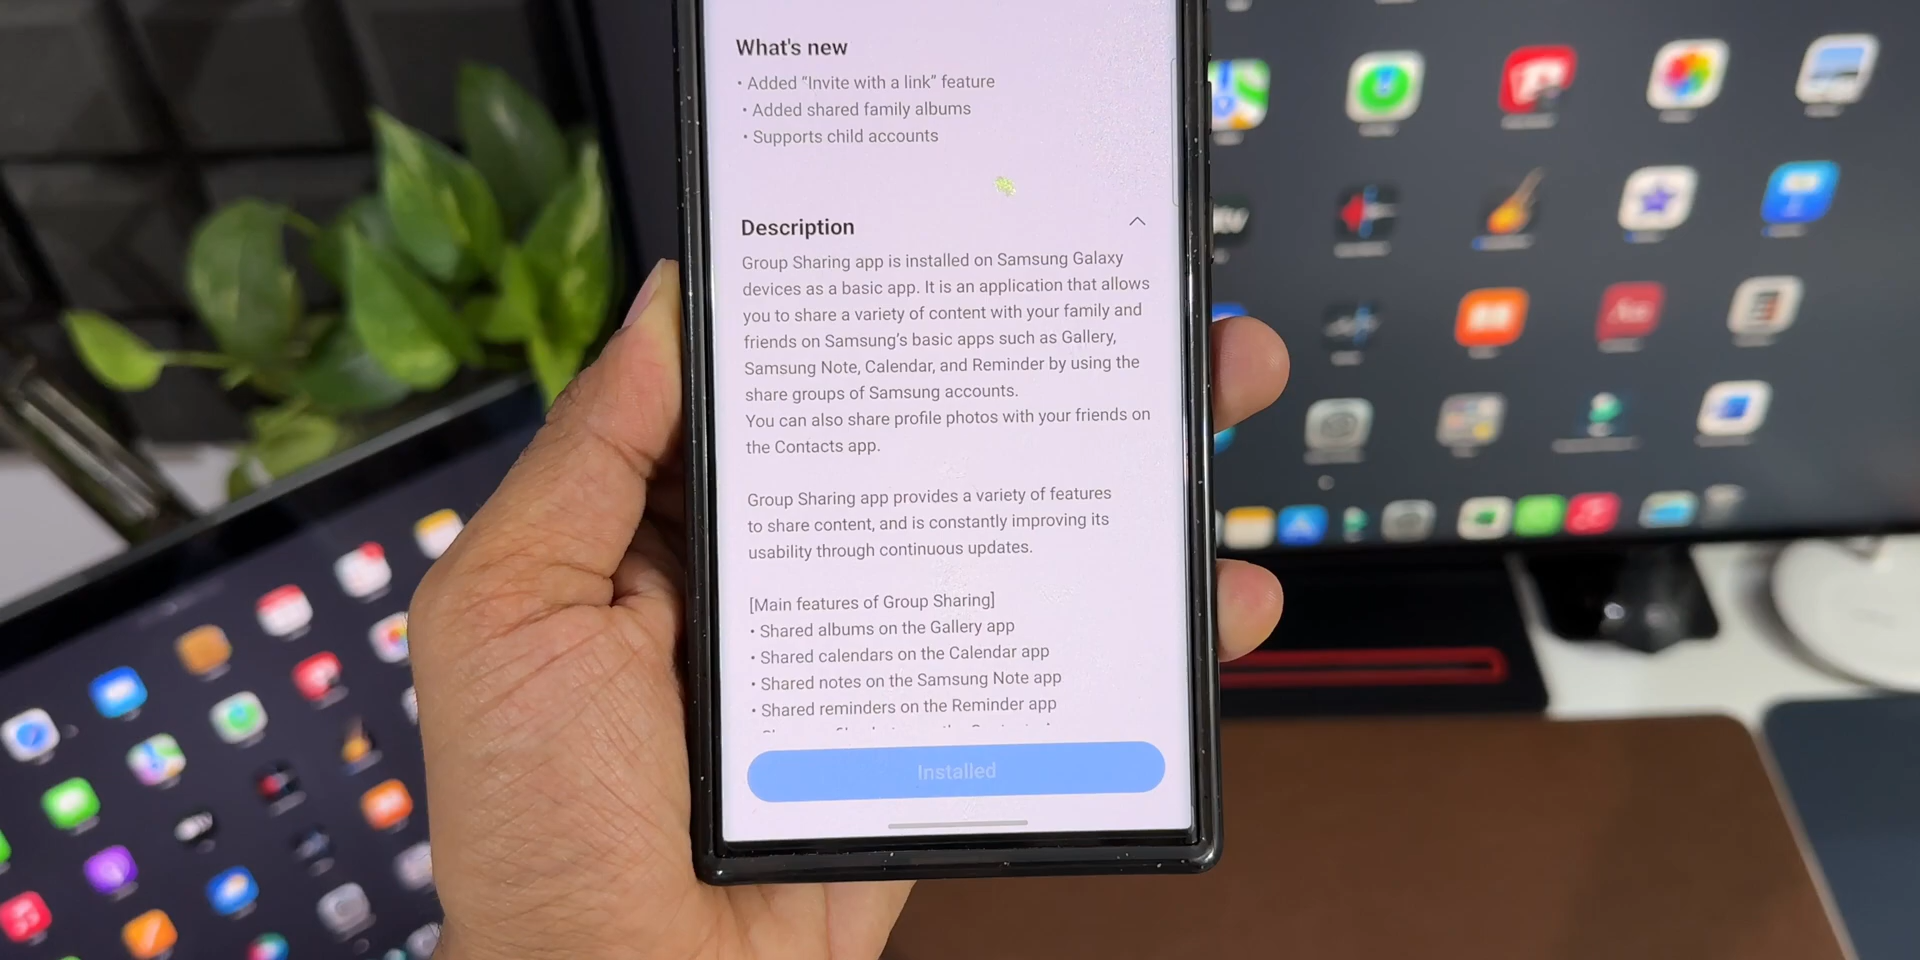 What's new
• Added “Invite with a link” feature
• Added shared family albums
• Supports child accounts
Description
Group Sharing app is installed on Samsung Galaxy
devices as a basic app. It is an application that allows
you to share a variety of content with your family and
friends on Samsung’s basic apps such as Gallery,
Samsung Note, Calendar, and Reminder by using the
share groups of Samsung accounts.
You can also share profile photos with your friends on
the Contacts app.
Group Sharing app provides a variety of features
to share content, and is constantly improving its
usability through continuous updates.
[Main features of Group Sharing]
• Shared albums on the Gallery app
• Shared calendars on the Calendar app
• Shared notes on the Samsung Note app
• Shared reminders on the Reminder app
Installed